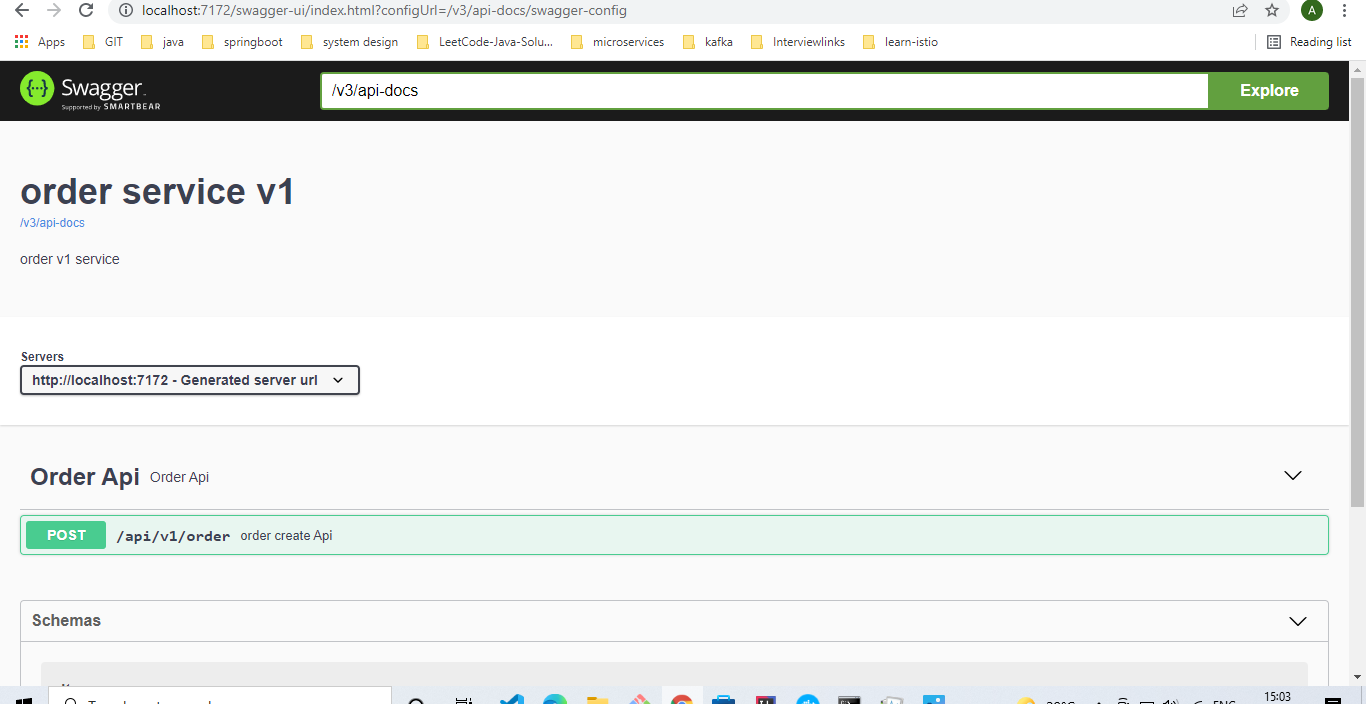 localhost:7172/swagger-ui/index.html?configUrl=/v3/api-docs/swagger-config
A
Apps GIT java springboot system design LeetCode-Java-Solu... microservices kafka Interviewlinks learn-istio Reading list
Swagger
Supported by SMARTBEAR
/v3/api-docs
Explore
order service v1
/v3/api-docs
order v1 service
Servers
http://localhost:7172 - Generated server url
Order Api Order Api
POST /api/v1/order order create Api
Schemas
15:03